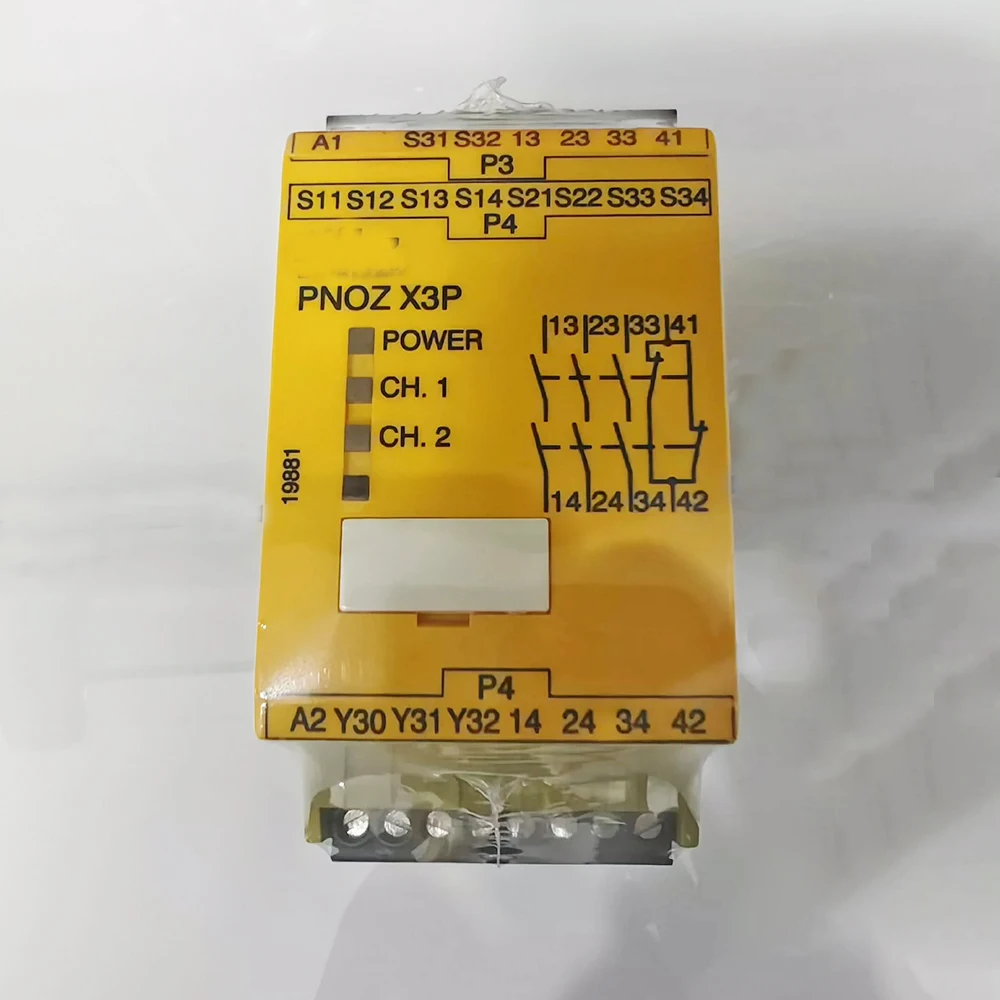 A1 S31 S32 13 23 33 41
P3
S11 S12 S13 S14 S21 S22 S33 S34
P4
PNOZ X3P
POWER
CH. 1
CH. 2
19881
13 23 33 41
14 24 34 42
P4
A2 Y30 Y31 Y32 14 24 34 42